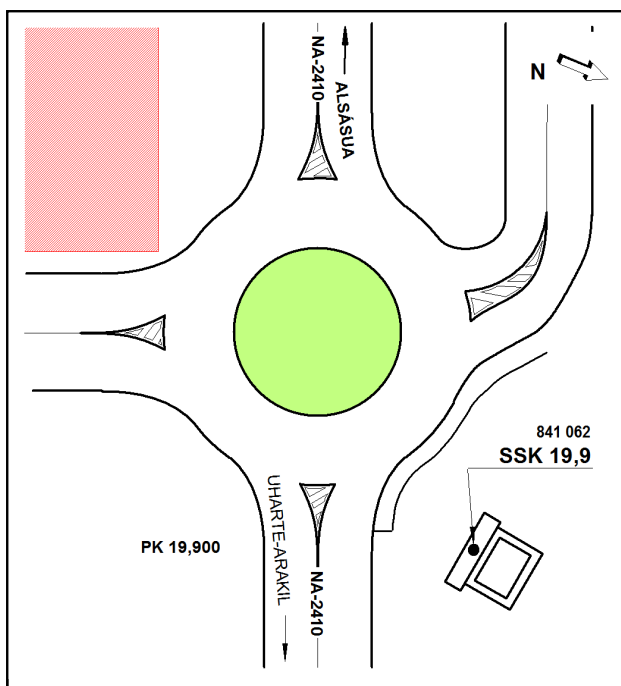 NA-2410
ALSÁSUA
N
841 062
SSK 19,9
PK 19,900
UHARTE-ARAKIL
NA-2410